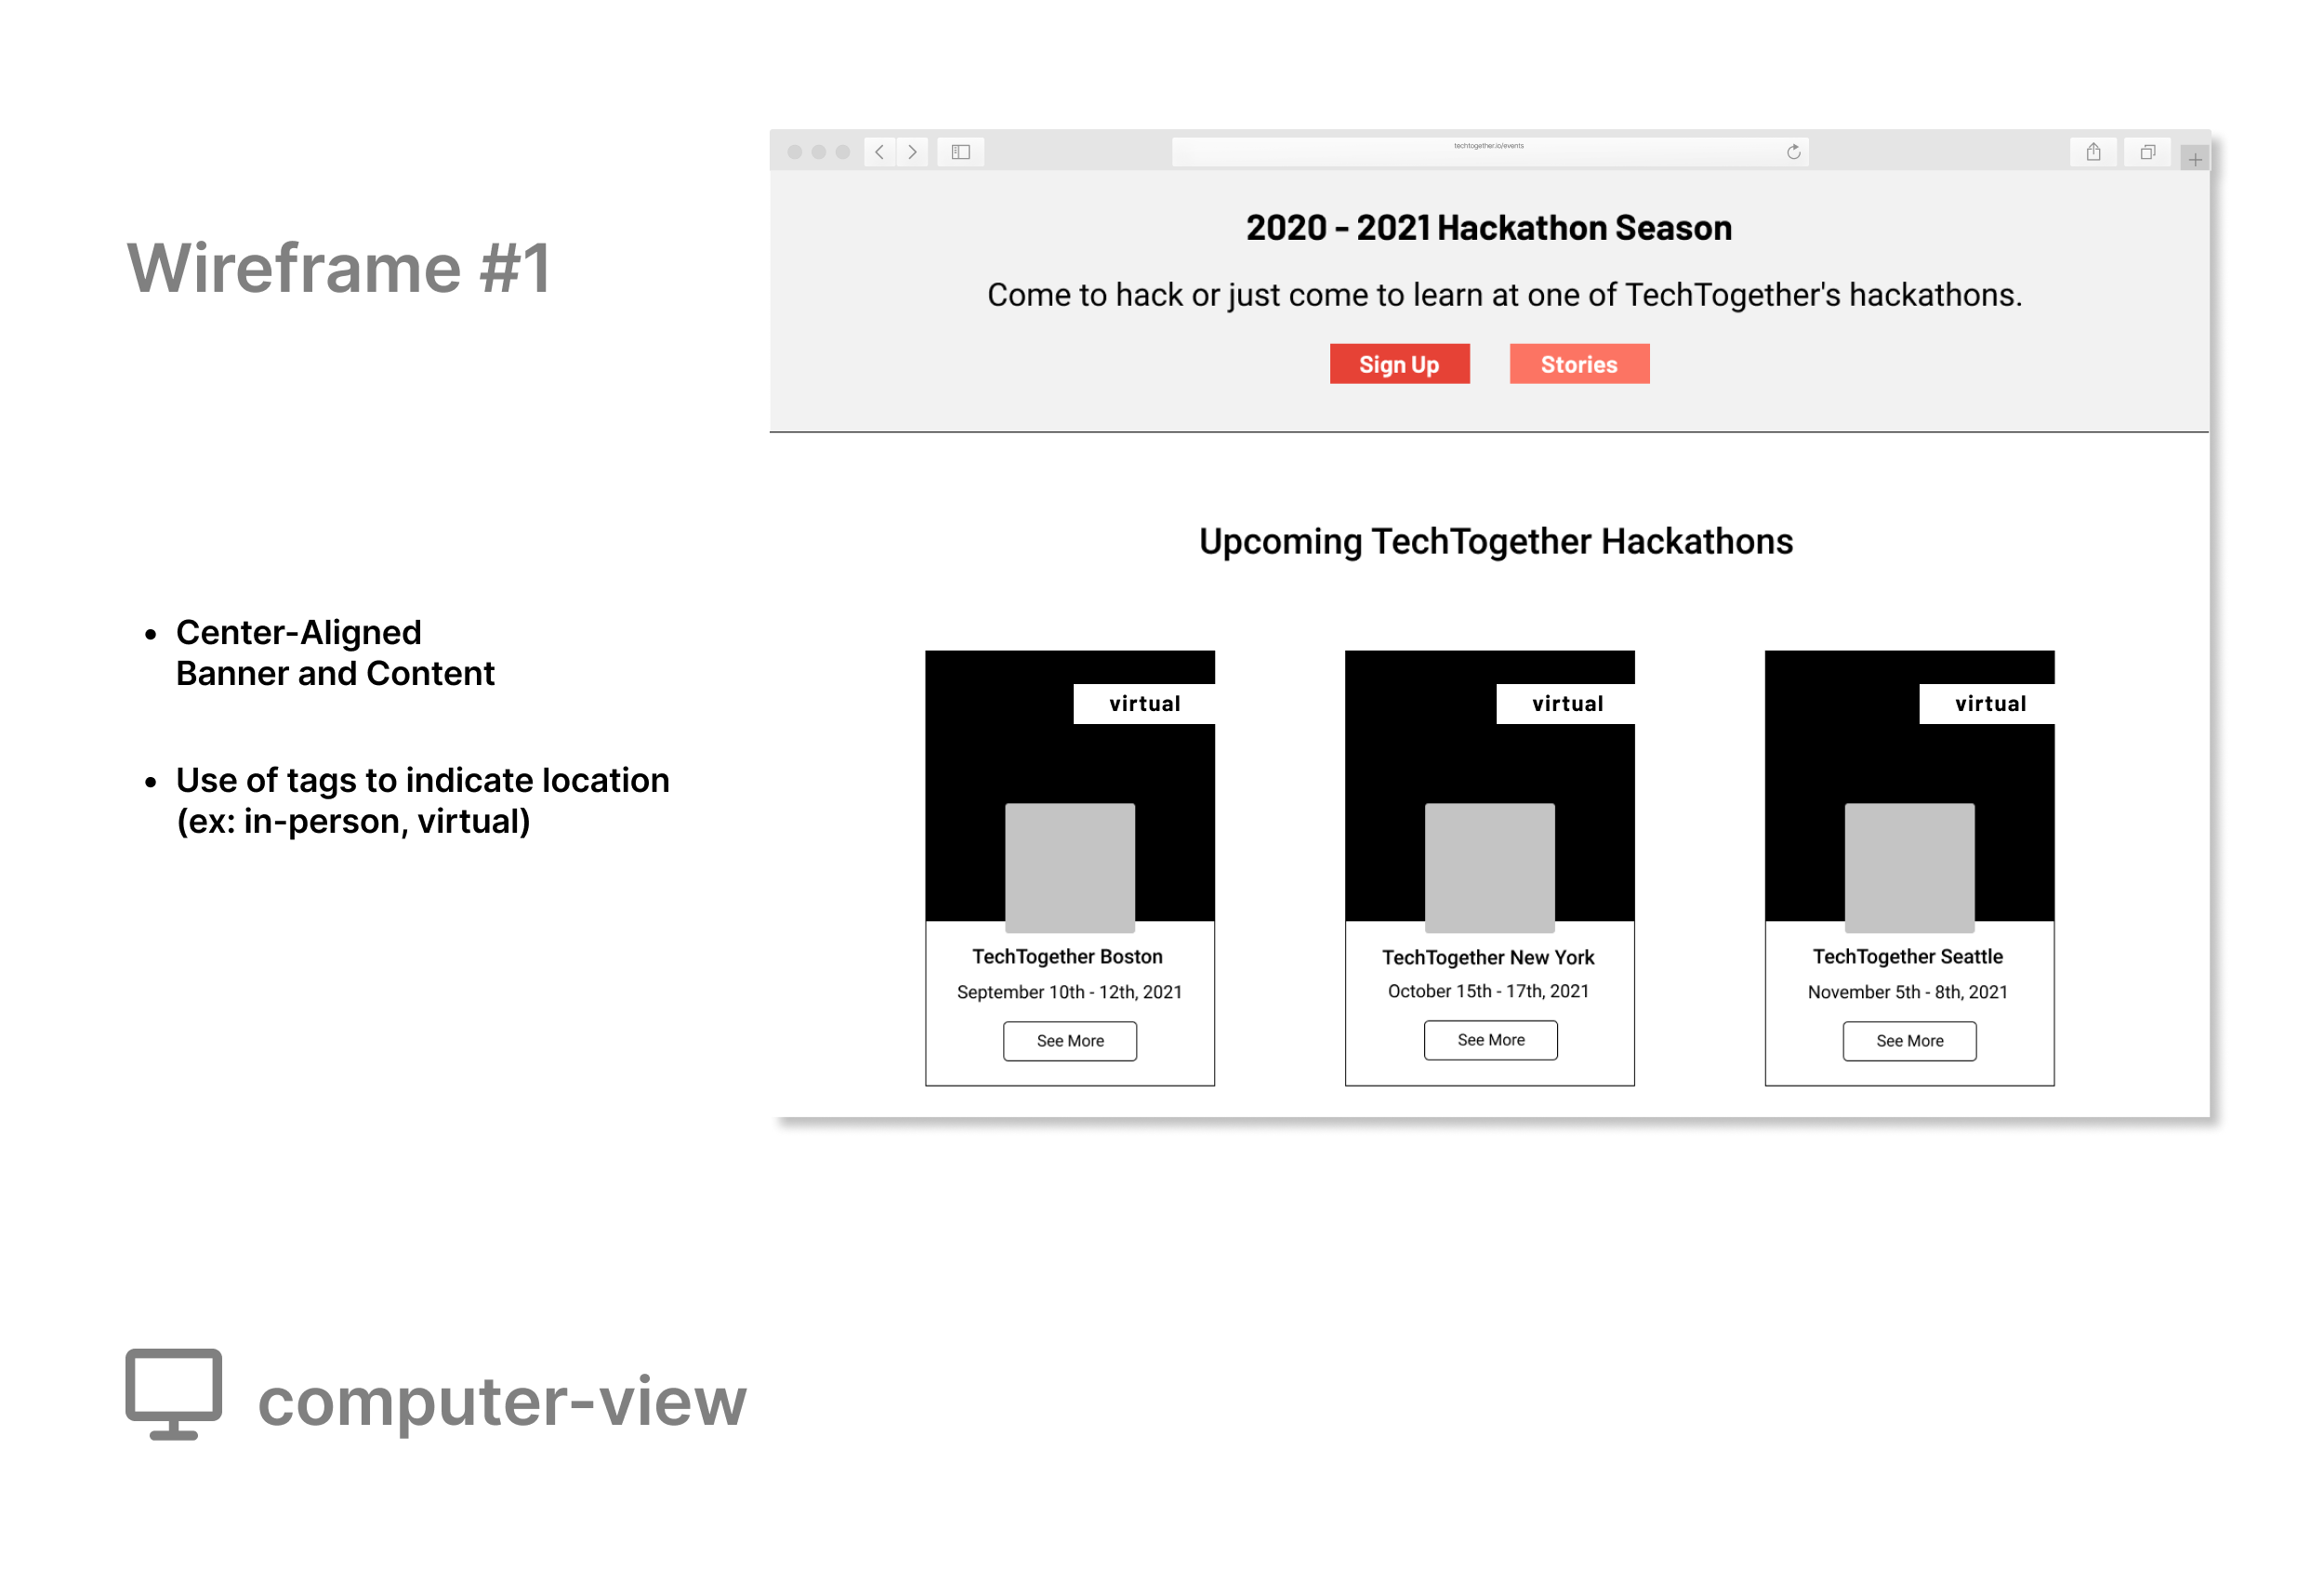 Wireframe #1
• Center-Aligned
Banner and Content
• Use of tags to indicate location
(ex: in-person, virtual)
computer-view
techtogether.io/events
2020 - 2021 Hackathon Season
Come to hack or just come to learn at one of TechTogether's hackathons.
Sign Up
Stories
Upcoming TechTogether Hackathons
virtual
TechTogether Boston
September 10th - 12th, 2021
See More
virtual
TechTogether New York
October 15th - 17th, 2021
See More
virtual
TechTogether Seattle
November 5th - 8th, 2021
See More